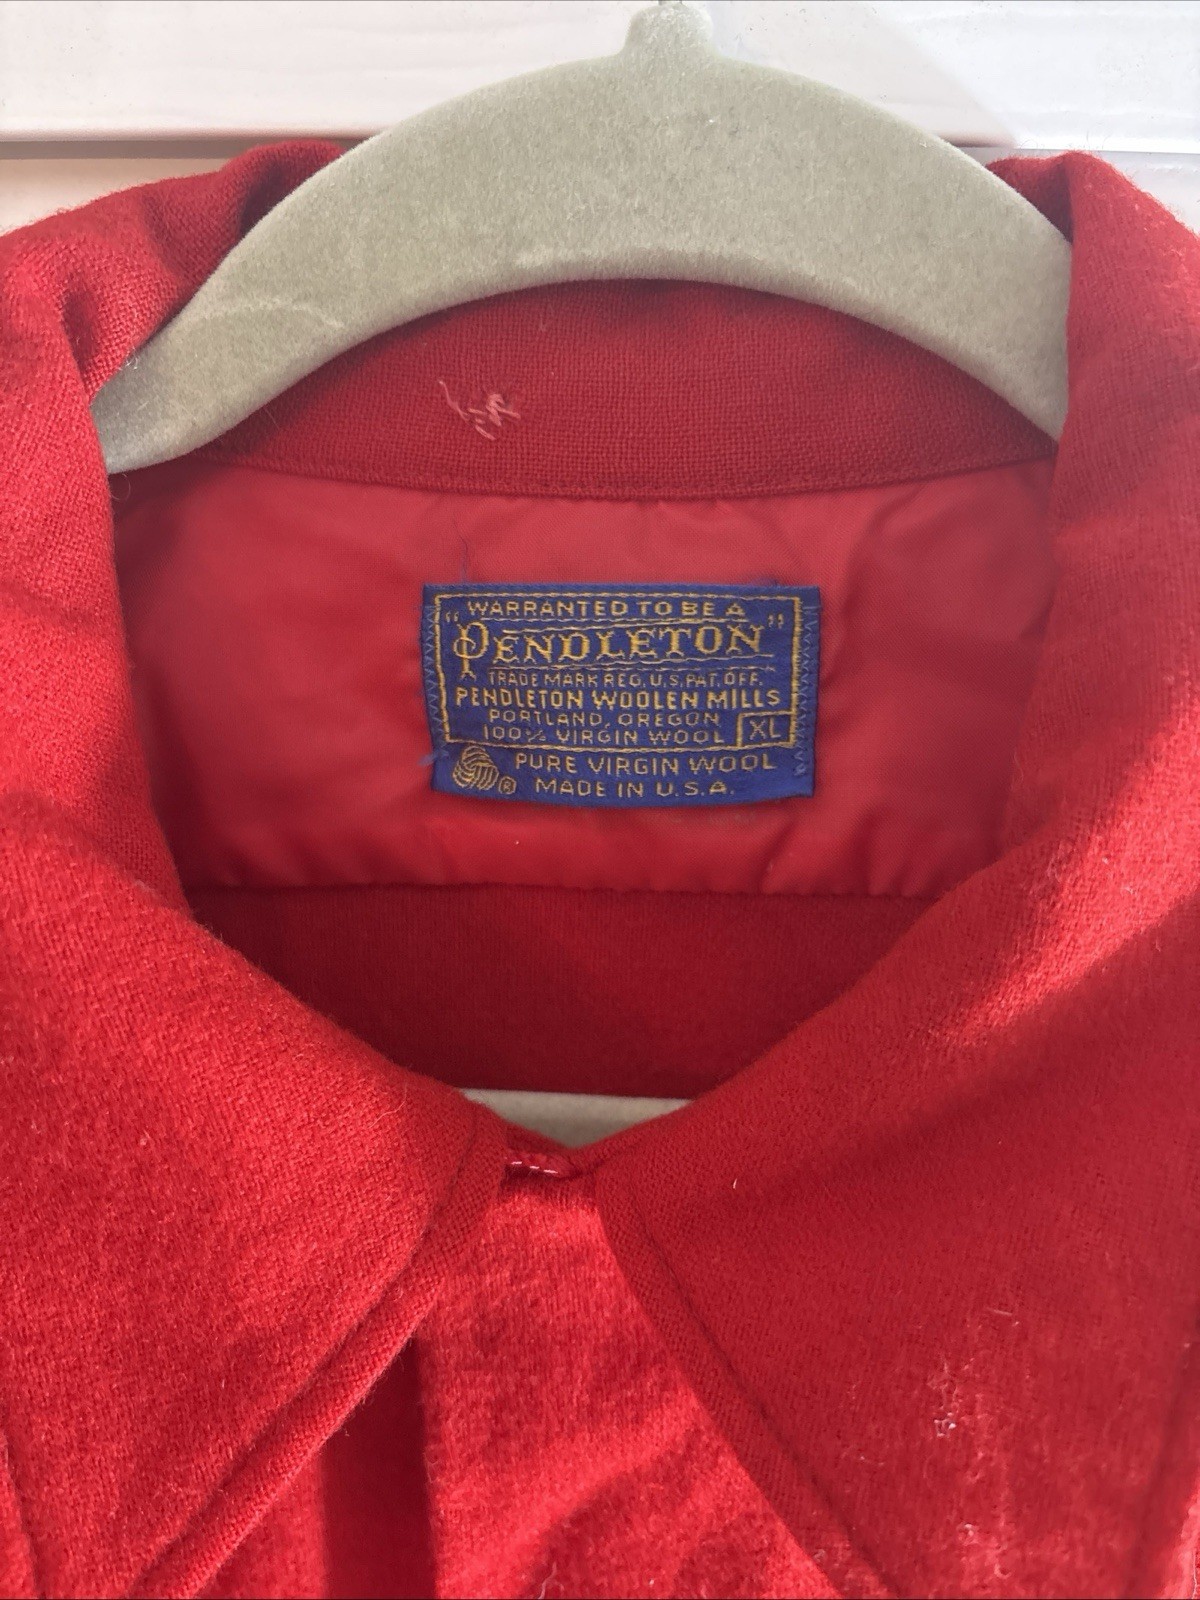 WARRANTED TO BE A
"PENDLETON"
TRADE MARK REG. U.S. PAT. OFF.
PENDLETON WOOLEN MILLS
PORTLAND, OREGON
100% VIRGIN WOOL XL
PURE VIRGIN WOOL
® MADE IN U.S.A.